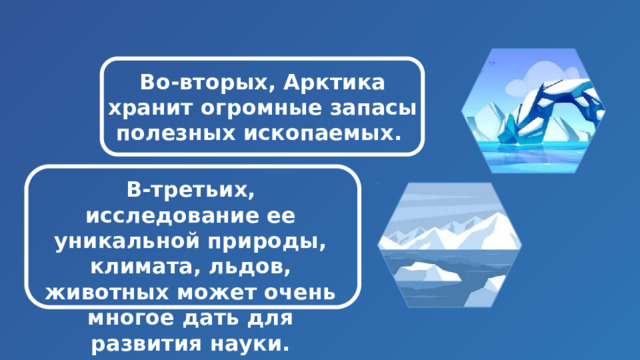 Во-вторых, Арктика
хранит огромные запасы
полезных ископаемых.
В-третьих,
исследование ее
уникальной природы,
климата, льдов,
животных может очень
многое дать для
развития науки.